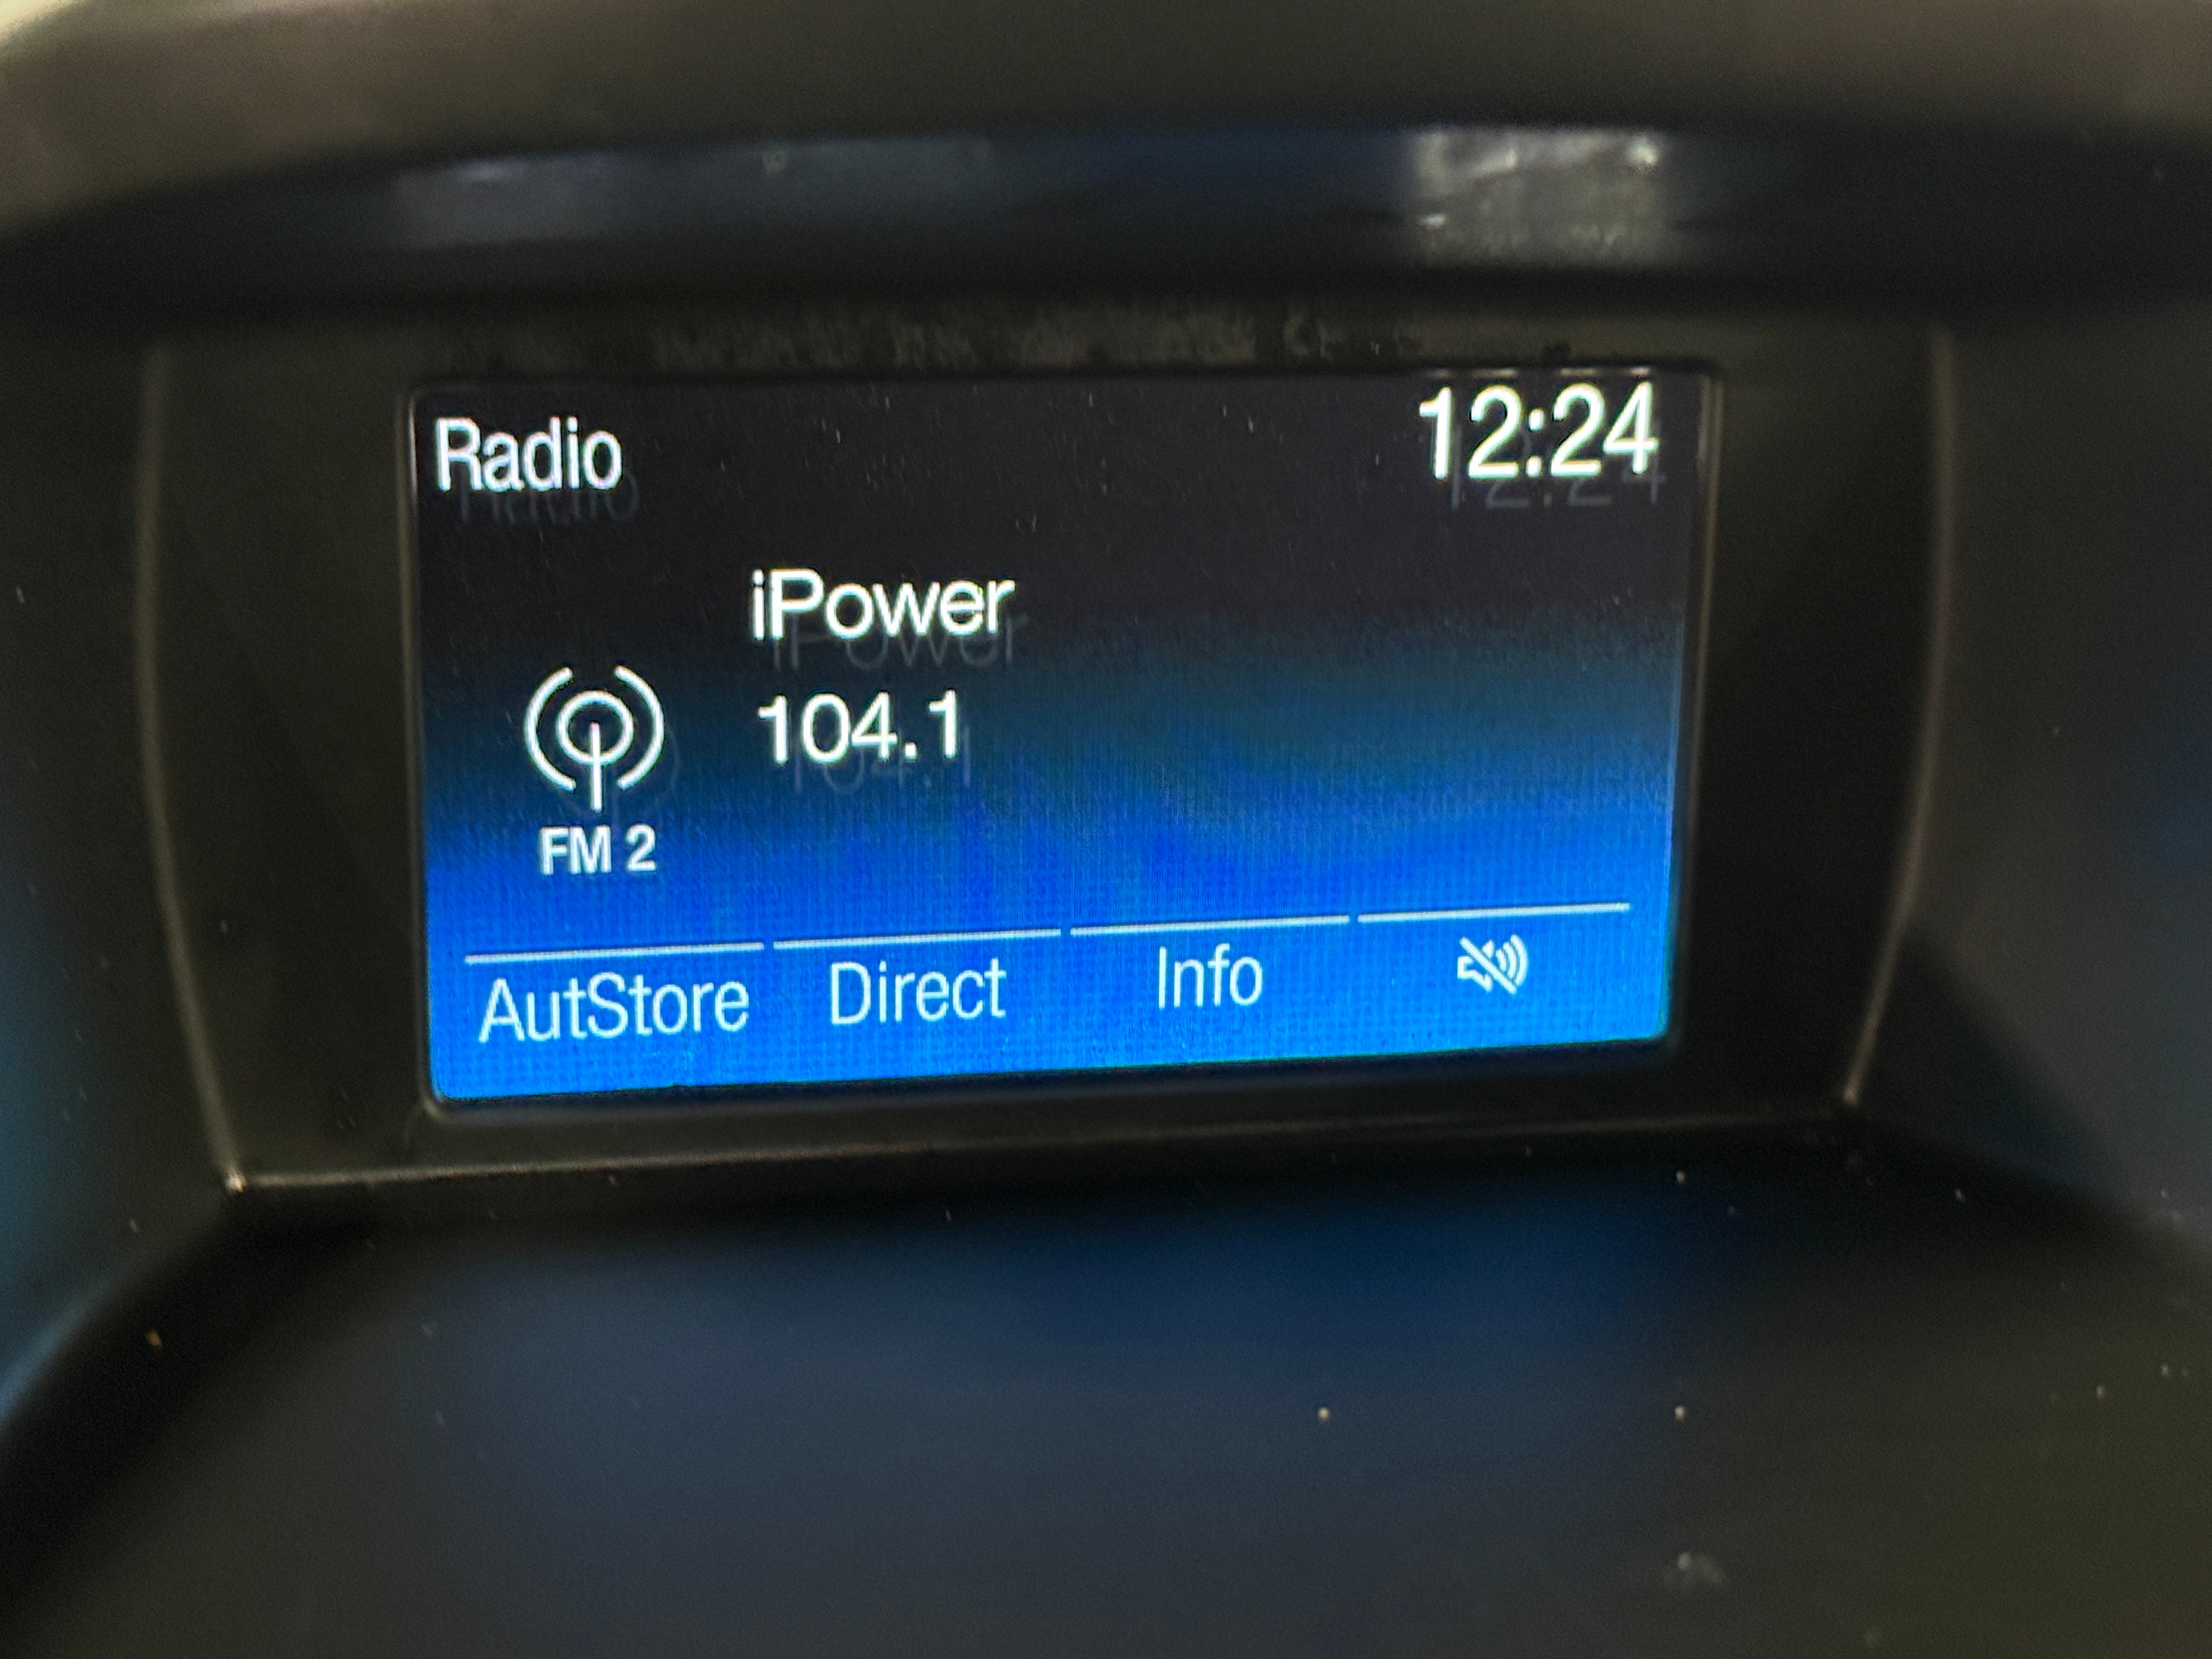 Radio 12:24
iPower
104.1
FM 2
AutStore Direct Info